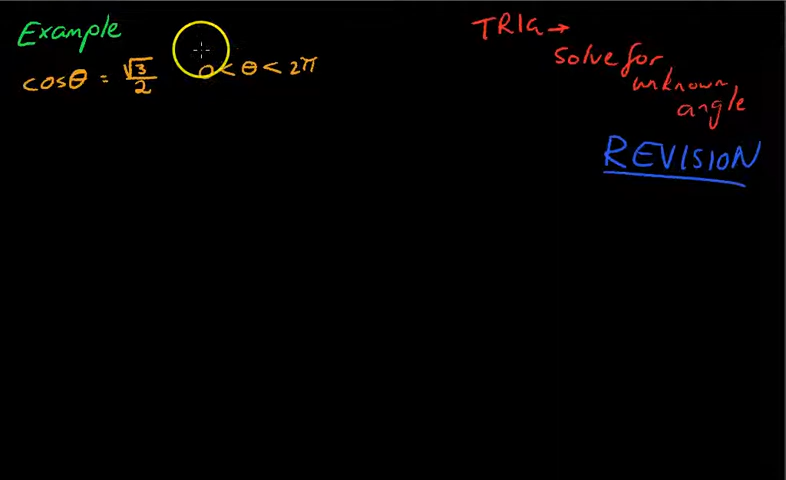 Example
cosθ = √3/2 0 < θ < 2π
TRIG →
solve for
unknown
angle
REVISION